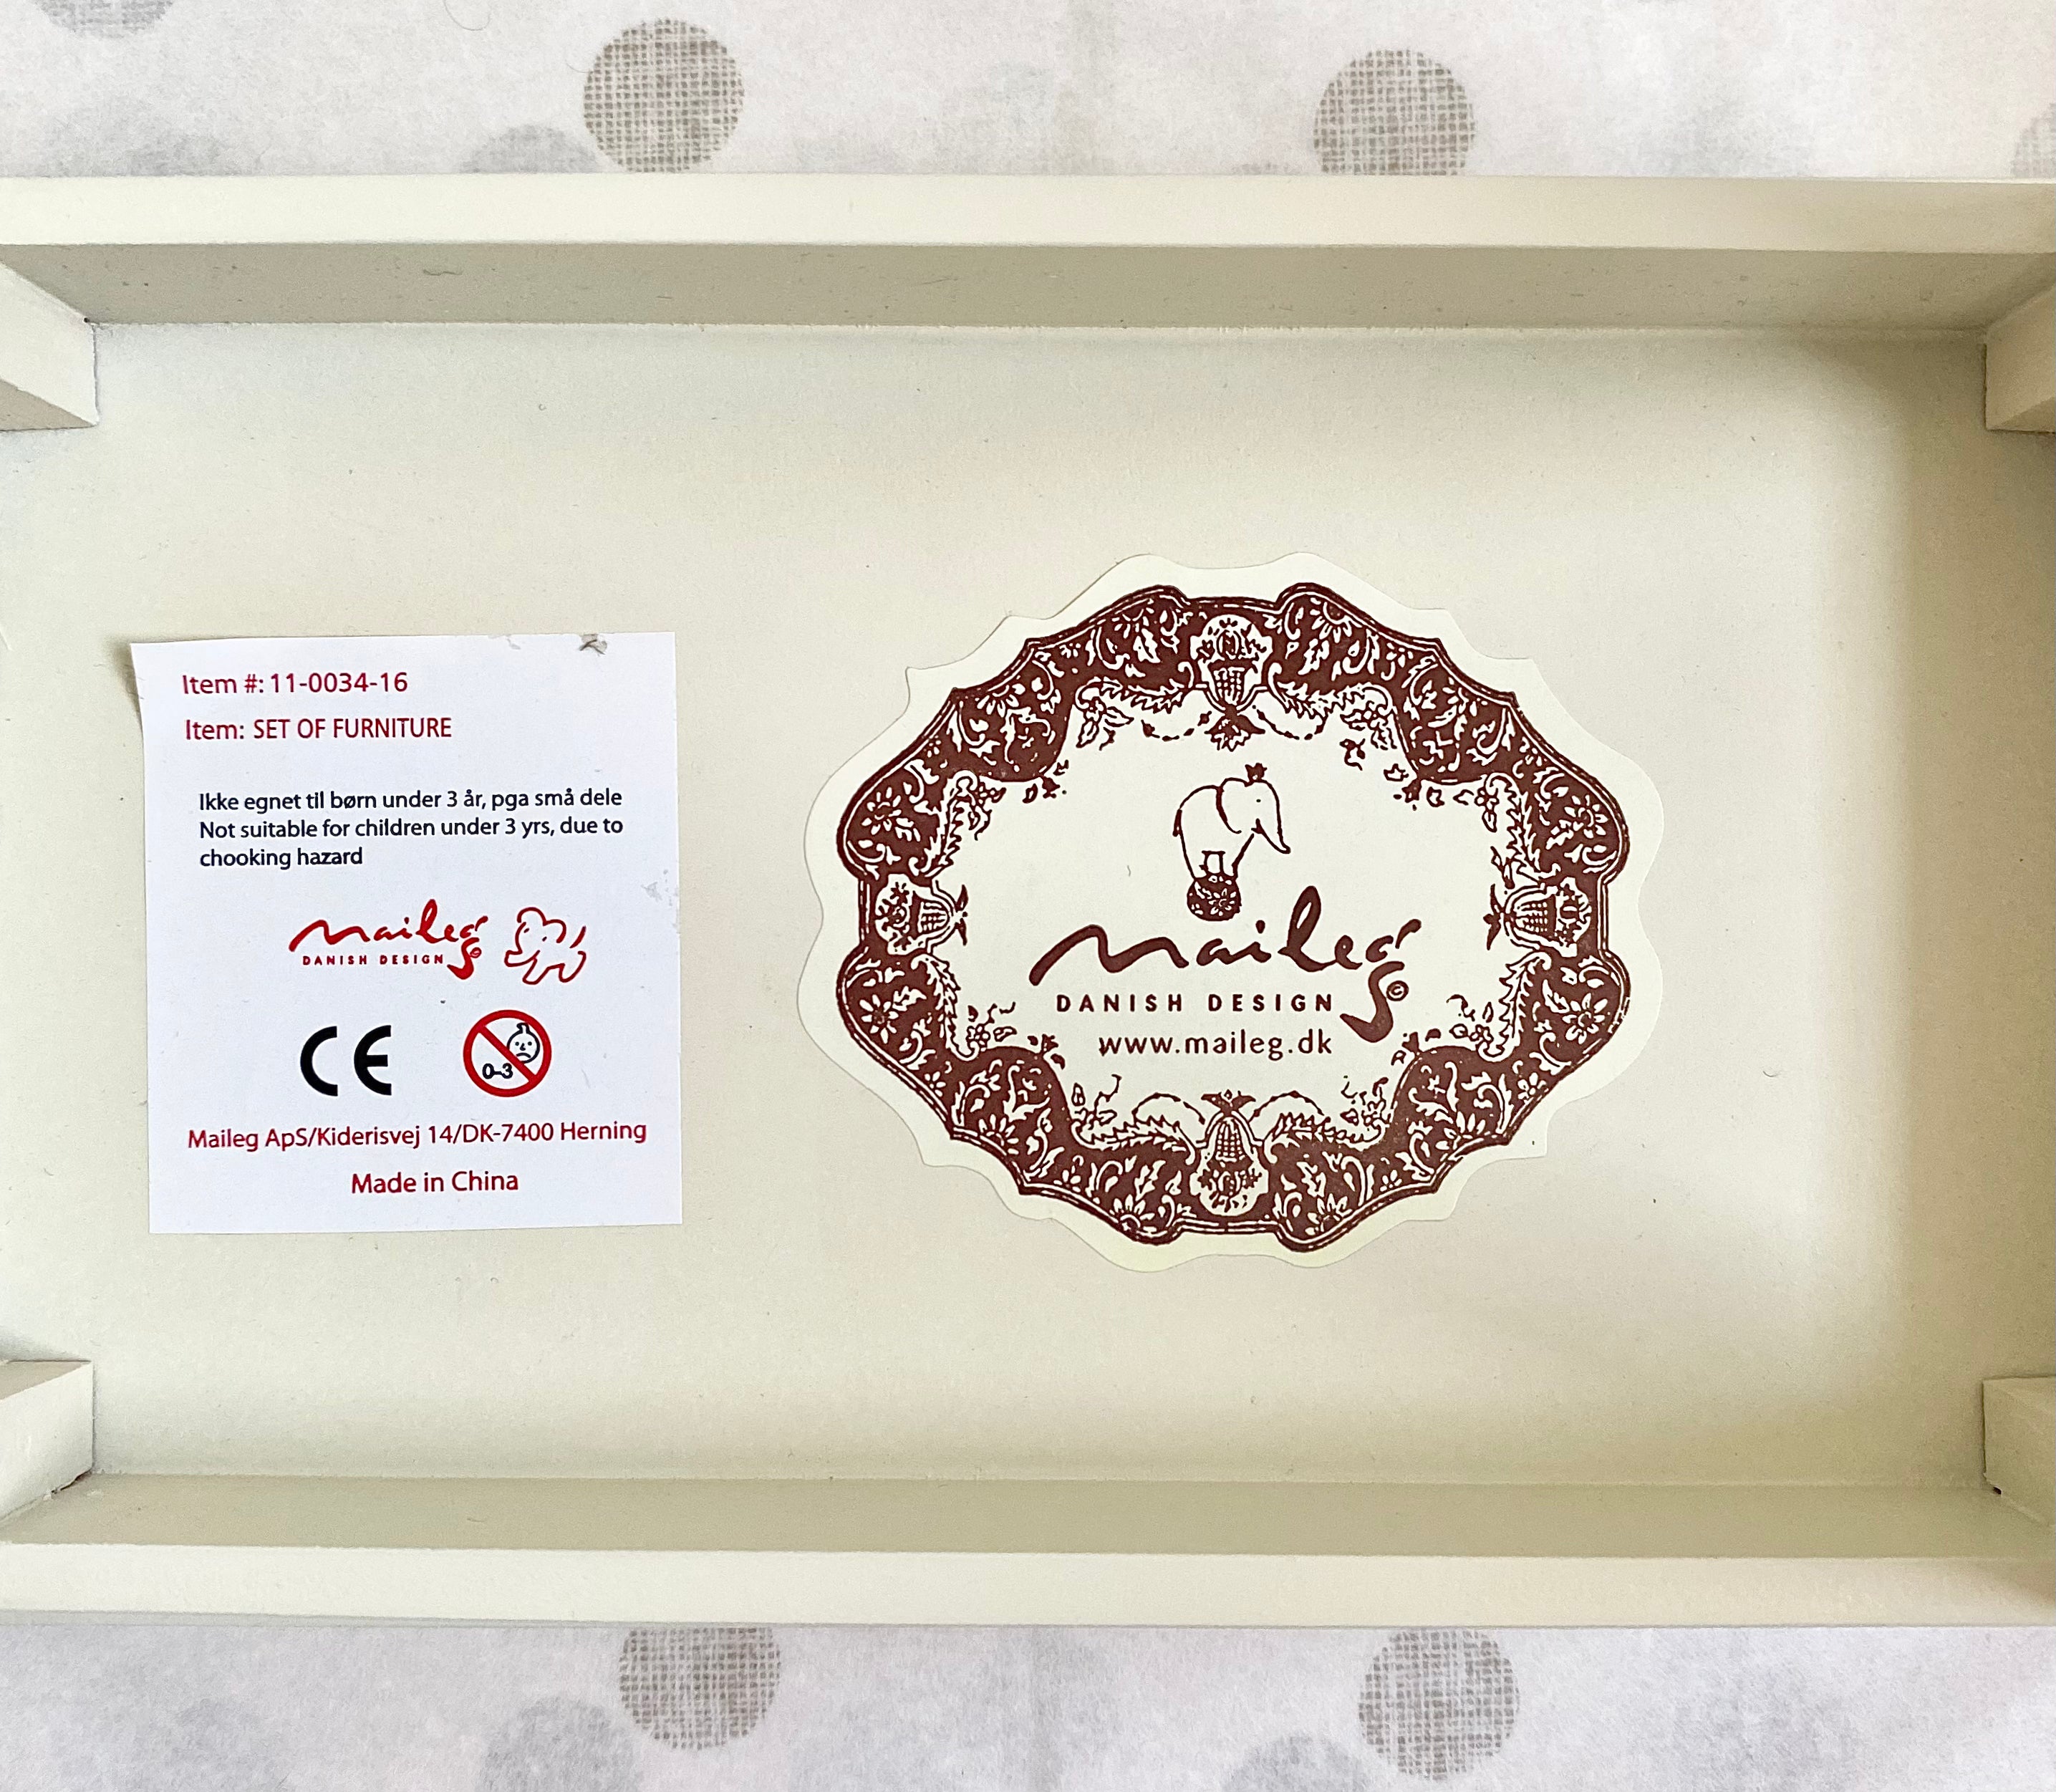 Item #: 11-0034-16
Item: SET OF FURNITURE
Ikke egnet til børn under 3 år, pga små dele
Not suitable for children under 3 yrs, due to
chooking hazard
maileg
DANISH DESIGN ©
CE
0-3
Maileg ApS/Kiderisvej 14/DK-7400 Herning
Made in China
maileg
DANISH DESIGN ©
www.maileg.dk